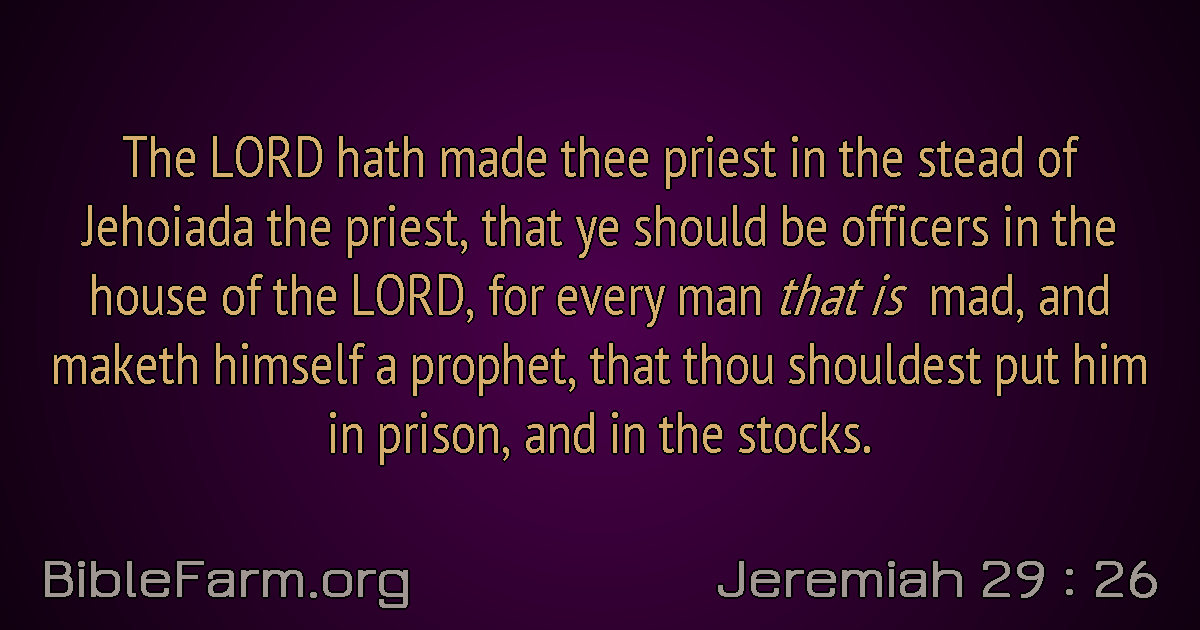 The LORD hath made thee priest in the stead of
Jehoiada the priest, that ye should be officers in the
house of the LORD, for every man that is mad, and
maketh himself a prophet, that thou shouldest put him
in prison, and in the stocks.
BibleFarm.org
Jeremiah 29 : 26